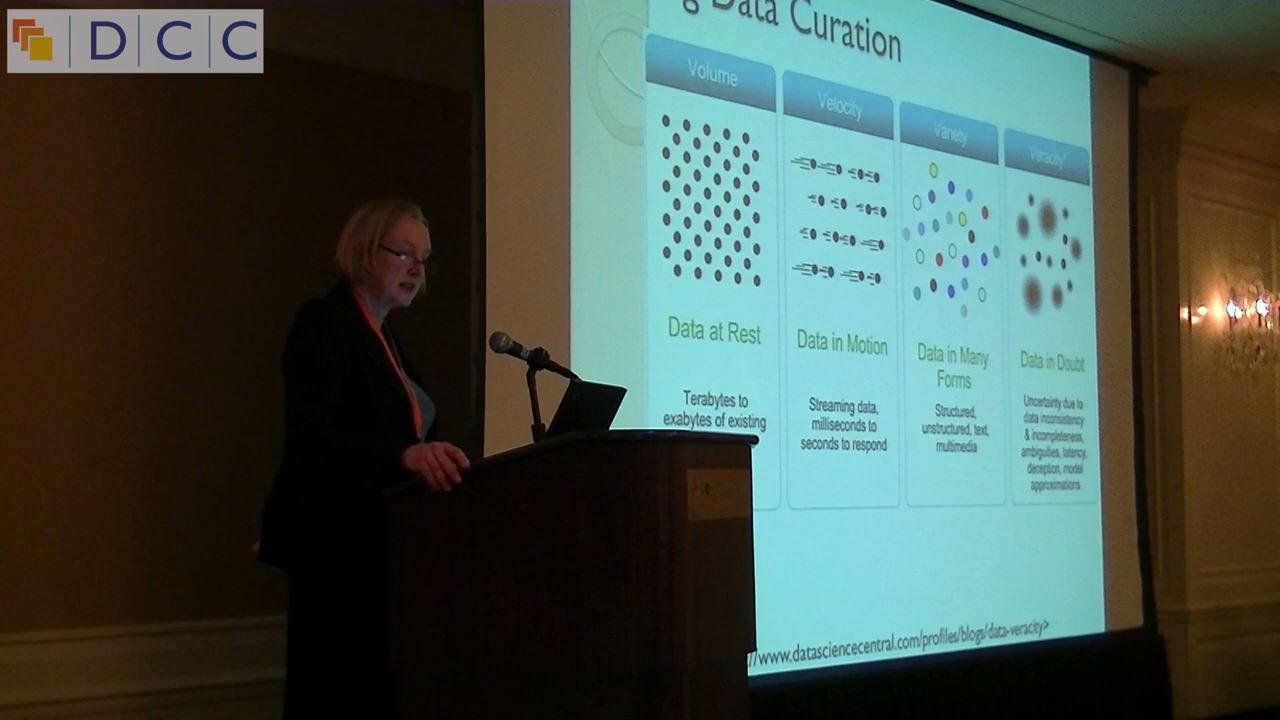 DCC
g Data Curation
Volume
Velocity
Variety
Veracity*
Data at Rest
Terabytes to
exabytes of existing
Data in Motion
Streaming data,
milliseconds to
seconds to respond
Data in Many
Forms
Structured,
unstructured, text,
multimedia
Data in Doubt
Uncertainty due to
data inconsistency
& incompleteness,
ambiguities, latency,
deception, model
approximations
//www.datasciencecentral.com/profiles/blogs/data-veracity>